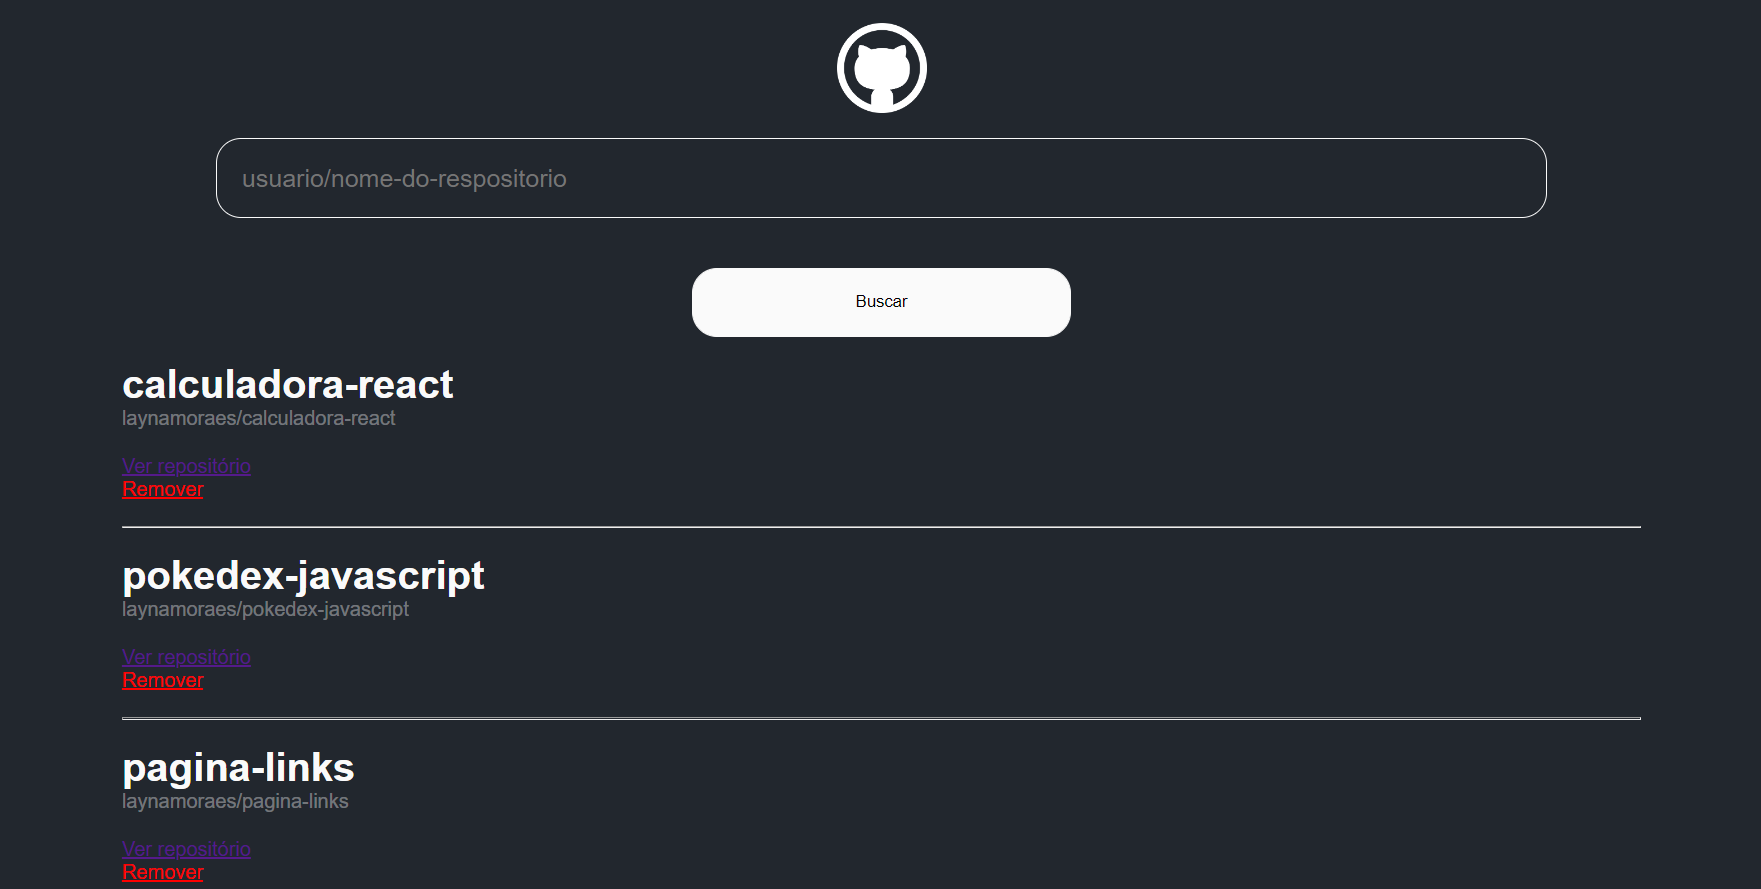 usuario/nome-do-respositorio
Buscar
calculadora-react
laynamoraes/calculadora-react
Ver repositório
Remover
pokedex-javascript
laynamoraes/pokedex-javascript
Ver repositório
Remover
pagina-links
laynamoraes/pagina-links
Ver repositório
Remover